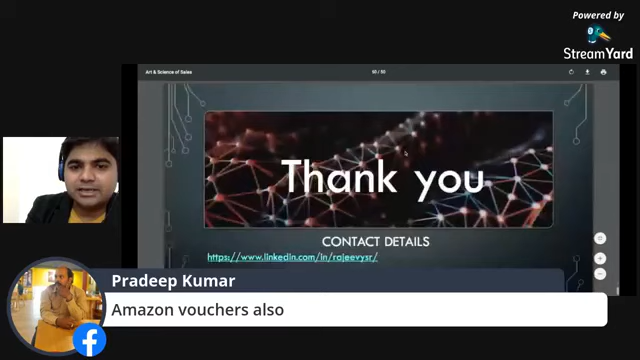 Powered by
StreamYard
Art & Science of Sales
50 / 50
Thank you
CONTACT DETAILS
https://www.linkedin.com/in/rajeevysr/
Pradeep Kumar
Amazon vouchers also